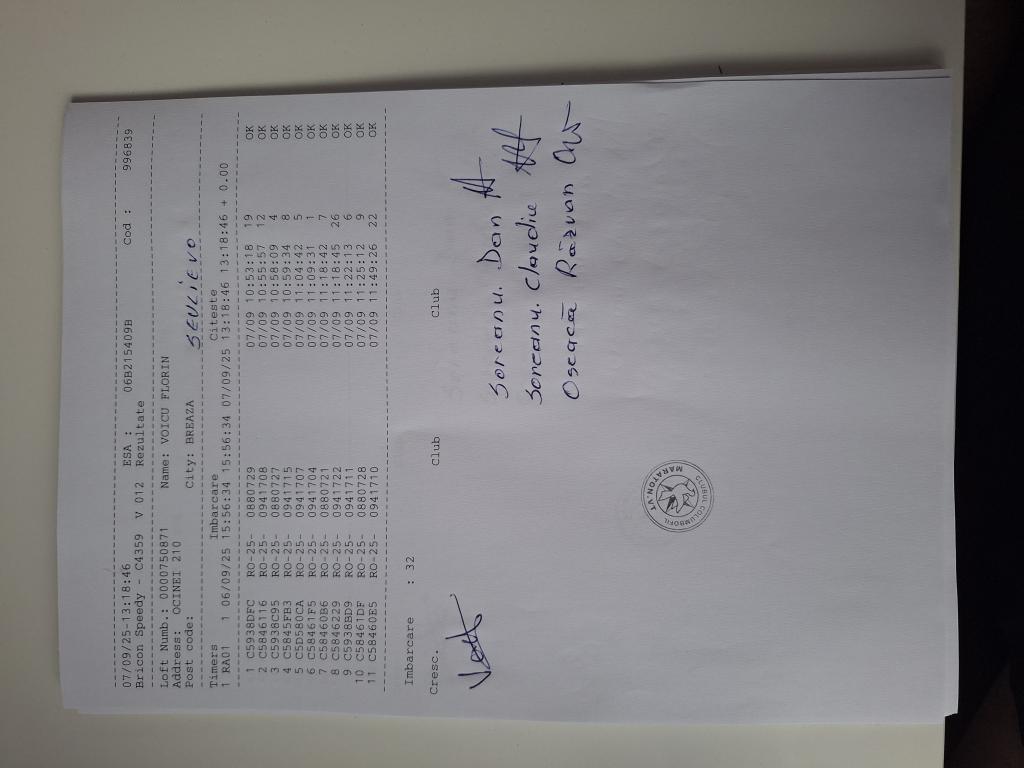 07/09/25-13:18:46 ESA : 06B215409B Cod : 996839
Bricon Speedy - C4359 V 012 Rezultate
Loft Numb.: 0000750871 Name: VOICU FLORIN
Address: OCINEI 210
Post code: City: BREAZA SEVLIEVO
Timers Imbarcare Citeste
1 RA01 1 06/09/25 15:56:34 15:56:34 07/09/25 13:18:46 13:18:46 + 0.00
1 C5938DFC RO-25- 0880729 07/09 10:53:18 19 OK
2 C5846116 RO-25- 0941708 07/09 10:55:57 12 OK
3 C5938C95 RO-25- 0880727 07/09 10:58:09 4 OK
4 C5845FB3 RO-25- 0941715 07/09 10:59:34 8 OK
5 C5D580CA RO-25- 0941707 07/09 11:04:42 5 OK
6 C58461F5 RO-25- 0941704 07/09 11:09:31 1 OK
7 C58460B6 RO-25- 0880721 07/09 11:18:42 7 OK
8 C5846229 RO-25- 0941722 07/09 11:18:45 26 OK
9 C5938BD9 RO-25- 0941711 07/09 11:22:13 6 OK
10 C58461DF RO-25- 0880728 07/09 11:25:12 9 OK
11 C58460E5 RO-25- 0941710 07/09 11:49:26 22 OK
Imbarcare : 32
Cresc. Club Club
Soreanu. Dan
Soreanu. Claudiu
Oseacă Răzvan
CLUBUL COLUMBOFIL
MARATON VT